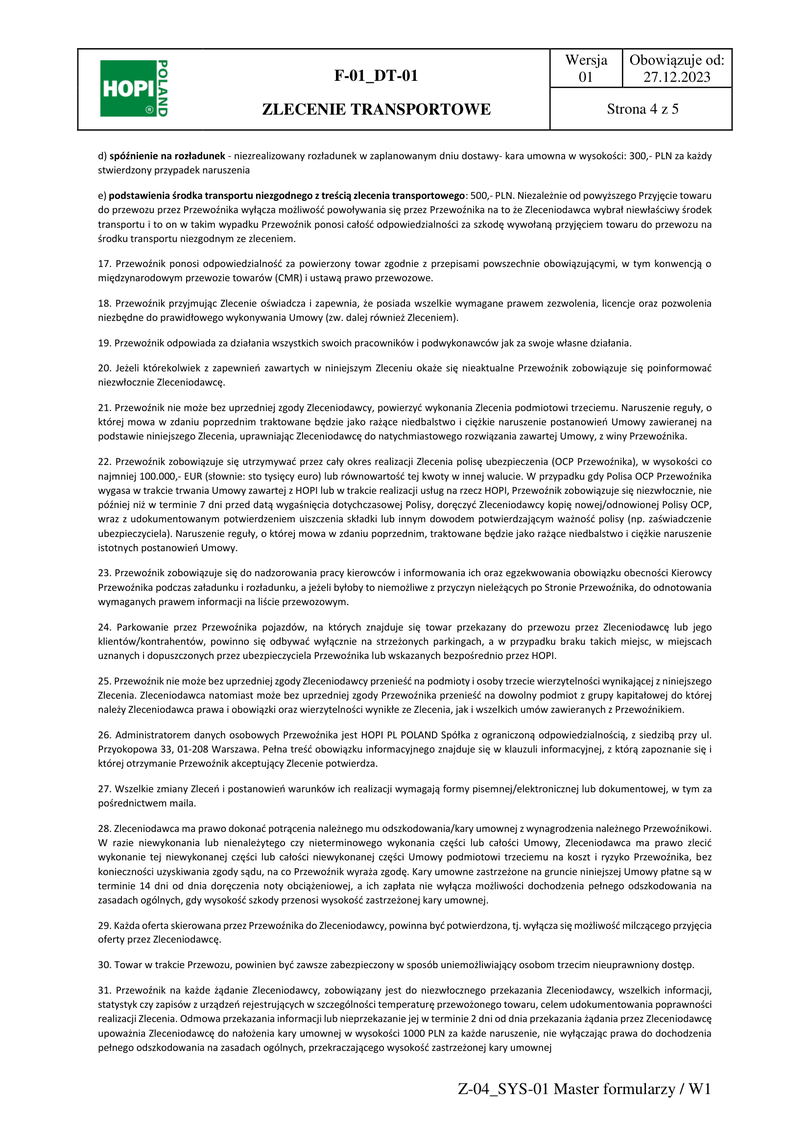 HOPI
POLAND
®
F-01_DT-01
ZLECENIE TRANSPORTOWE
Wersja
01
Obowiązuje od:
27.12.2023
Strona 4 z 5
d) spóźnienie na rozładunek - niezrealizowany rozładunek w zaplanowanym dniu dostawy- kara umowna w wysokości: 300,- PLN za każdy
stwierdzony przypadek naruszenia
e) podstawienia środka transportu niezgodnego z treścią zlecenia transportowego: 500,- PLN. Niezależnie od powyższego Przyjęcie towaru
do przewozu przez Przewoźnika wyłącza możliwość powoływania się przez Przewoźnika na to że Zleceniodawca wybrał niewłaściwy środek
transportu i to on w takim wypadku Przewoźnik ponosi całość odpowiedzialności za szkodę wywołaną przyjęciem towaru do przewozu na
środku transportu niezgodnym ze zleceniem.
17. Przewoźnik ponosi odpowiedzialność za powierzony towar zgodnie z przepisami powszechnie obowiązującymi, w tym konwencją o
międzynarodowym przewozie towarów (CMR) i ustawą prawo przewozowe.
18. Przewoźnik przyjmując Zlecenie oświadcza i zapewnia, że posiada wszelkie wymagane prawem zezwolenia, licencje oraz pozwolenia
niezbędne do prawidłowego wykonywania Umowy (zw. dalej również Zleceniem).
19. Przewoźnik odpowiada za działania wszystkich swoich pracowników i podwykonawców jak za swoje własne działania.
20. Jeżeli którekolwiek z zapewnień zawartych w niniejszym Zleceniu okaże się nieaktualne Przewoźnik zobowiązuje się poinformować
niezwłocznie Zleceniodawcę.
21. Przewoźnik nie może bez uprzedniej zgody Zleceniodawcy, powierzyć wykonania Zlecenia podmiotowi trzeciemu. Naruszenie reguły, o
której mowa w zdaniu poprzednim traktowane będzie jako rażące niedbalstwo i ciężkie naruszenie postanowień Umowy zawieranej na
podstawie niniejszego Zlecenia, uprawniając Zleceniodawcę do natychmiastowego rozwiązania zawartej Umowy, z winy Przewoźnika.
22. Przewoźnik zobowiązuje się utrzymywać przez cały okres realizacji Zlecenia polisę ubezpieczenia (OCP Przewoźnika), w wysokości co
najmniej 100.000,- EUR (słownie: sto tysięcy euro) lub równowartość tej kwoty w innej walucie. W przypadku gdy Polisa OCP Przewoźnika
wygasa w trakcie trwania Umowy zawartej z HOPI lub w trakcie realizacji usług na rzecz HOPI, Przewoźnik zobowiązuje się niezwłocznie, nie
później niż w terminie 7 dni przed datą wygaśnięcia dotychczasowej Polisy, doręczyć Zleceniodawcy kopię nowej/odnowionej Polisy OCP,
wraz z udokumentowanym potwierdzeniem uiszczenia składki lub innym dowodem potwierdzającym ważność polisy (np. zaświadczenie
ubezpieczyciela). Naruszenie reguły, o której mowa w zdaniu poprzednim, traktowane będzie jako rażące niedbalstwo i ciężkie naruszenie
istotnych postanowień Umowy.
23. Przewoźnik zobowiązuje się do nadzorowania pracy kierowców i informowania ich oraz egzekwowania obowiązku obecności Kierowcy
Przewoźnika podczas załadunku i rozładunku, a jeżeli byłoby to niemożliwe z przyczyn nieleżących po Stronie Przewoźnika, do odnotowania
wymaganych prawem informacji na liście przewozowym.
24. Parkowanie przez Przewoźnika pojazdów, na których znajduje się towar przekazany do przewozu przez Zleceniodawcę lub jego
klientów/kontrahentów, powinno się odbywać wyłącznie na strzeżonych parkingach, a w przypadku braku takich miejsc, w miejscach
uznanych i dopuszczonych przez ubezpieczyciela Przewoźnika lub wskazanych bezpośrednio przez HOPI.
25. Przewoźnik nie może bez uprzedniej zgody Zleceniodawcy przenieść na podmioty i osoby trzecie wierzytelności wynikającej z niniejszego
Zlecenia. Zleceniodawca natomiast może bez uprzedniej zgody Przewoźnika przenieść na dowolny podmiot z grupy kapitałowej do której
należy Zleceniodawca prawa i obowiązki oraz wierzytelności wynikłe ze Zlecenia, jak i wszelkich umów zawieranych z Przewoźnikiem.
26. Administratorem danych osobowych Przewoźnika jest HOPI PL POLAND Spółka z ograniczoną odpowiedzialnością, z siedzibą przy ul.
Przyokopowa 33, 01-208 Warszawa. Pełna treść obowiązku informacyjnego znajduje się w klauzuli informacyjnej, z którą zapoznanie się i
której otrzymanie Przewoźnik akceptujący Zlecenie potwierdza.
27. Wszelkie zmiany Zleceń i postanowień warunków ich realizacji wymagają formy pisemnej/elektronicznej lub dokumentowej, w tym za
pośrednictwem maila.
28. Zleceniodawca ma prawo dokonać potrącenia należnego mu odszkodowania/kary umownej z wynagrodzenia należnego Przewoźnikowi.
W razie niewykonania lub nienależytego czy nieterminowego wykonania części lub całości Umowy, Zleceniodawca ma prawo zlecić
wykonanie tej niewykonanej części lub całości niewykonanej części Umowy podmiotowi trzeciemu na koszt i ryzyko Przewoźnika, bez
konieczności uzyskiwania zgody sądu, na co Przewoźnik wyraża zgodę. Kary umowne zastrzeżone na gruncie niniejszej Umowy płatne są w
terminie 14 dni od dnia doręczenia noty obciążeniowej, a ich zapłata nie wyłącza możliwości dochodzenia pełnego odszkodowania na
zasadach ogólnych, gdy wysokość szkody przenosi wysokość zastrzeżonej kary umownej.
29. Każda oferta skierowana przez Przewoźnika do Zleceniodawcy, powinna być potwierdzona, tj. wyłącza się możliwość milczącego przyjęcia
oferty przez Zleceniodawcę.
30. Towar w trakcie Przewozu, powinien być zawsze zabezpieczony w sposób uniemożliwiający osobom trzecim nieuprawniony dostęp.
31. Przewoźnik na każde żądanie Zleceniodawcy, zobowiązany jest do niezwłocznego przekazania Zleceniodawcy, wszelkich informacji,
statystyk czy zapisów z urządzeń rejestrujących w szczególności temperaturę przewożonego towaru, celem udokumentowania poprawności
realizacji Zlecenia. Odmowa przekazania informacji lub nieprzekazanie jej w terminie 2 dni od dnia przekazania żądania przez Zleceniodawcę
upoważnia Zleceniodawcę do nałożenia kary umownej w wysokości 1000 PLN za każde naruszenie, nie wyłączając prawa do dochodzenia
pełnego odszkodowania na zasadach ogólnych, przekraczającego wysokość zastrzeżonej kary umownej
Z-04_SYS-01 Master formularzy / W1